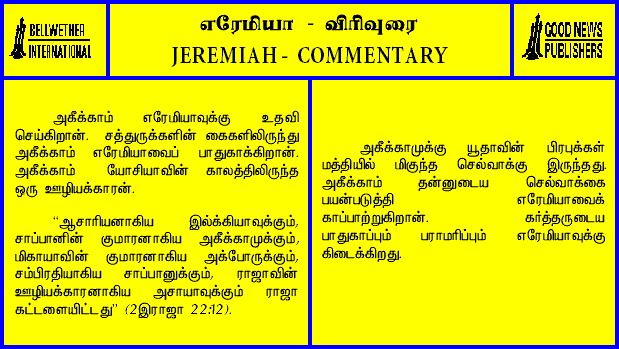 BELLWETHER
INTERNATIONAL
எரேமியா - விரிவுரை
JEREMIAH - COMMENTARY
GOOD NEWS
PUBLISHERS
அகீக்காம் எரேமியாவுக்கு உதவி
செய்கிறான். சத்துருக்களின் கைகளிலிருந்து
அகீக்காம் எரேமியாவைப் பாதுகாக்கிறான்.
அகீக்காம் யோசியாவின் காலத்திலிருந்த
ஒரு ஊழியக்காரன்.
“ஆசாரியனாகிய இல்க்கியாவுக்கும்,
சாப்பானின் குமாரனாகிய அகீக்காமுக்கும்,
மிகாயாவின் குமாரனாகிய அக்போருக்கும்,
சம்பிரதியாகிய சாப்பானுக்கும், ராஜாவின்
ஊழியக்காரனாகிய அசாயாவுக்கும் ராஜா
கட்டளையிட்டது” (2இராஜா 22:12).
அகீக்காமுக்கு யூதாவின் பிரபுக்கள்
மத்தியில் மிகுந்த செல்வாக்கு இருந்தது.
அகீக்காம் தன்னுடைய செல்வாக்கை
பயன்படுத்தி எரேமியாவைக்
காப்பாற்றுகிறான். கர்த்தருடைய
பாதுகாப்பும் பராமரிப்பும் எரேமியாவுக்கு
கிடைக்கிறது.